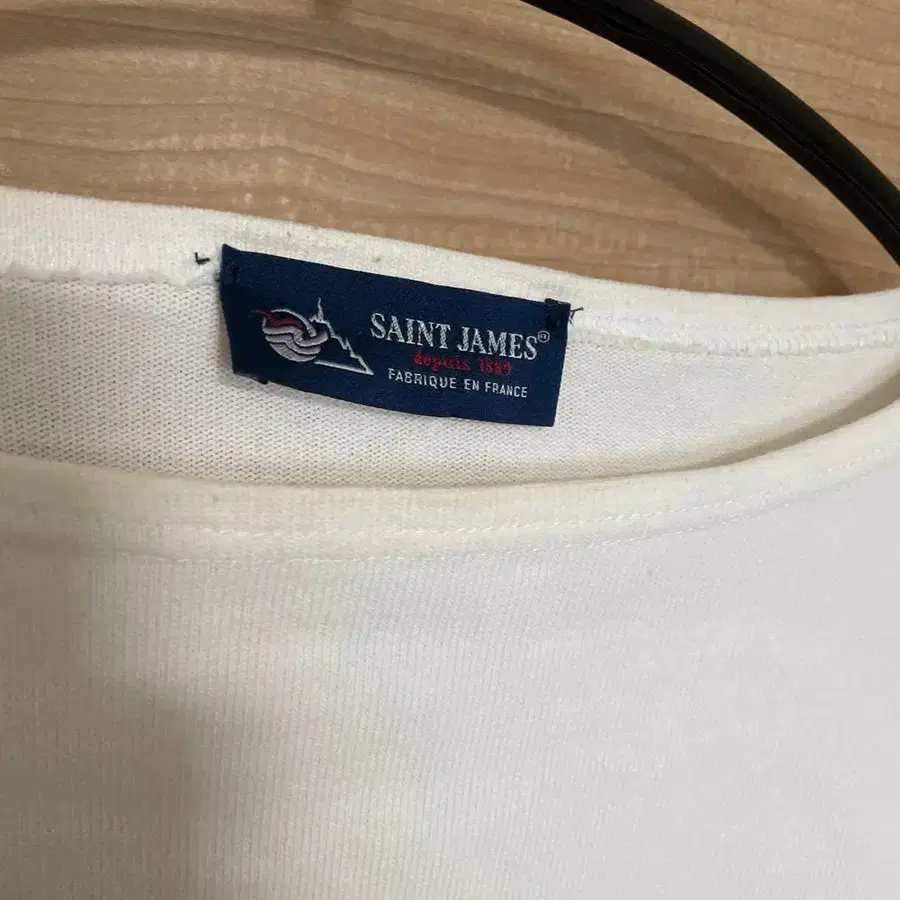 SAINT JAMES®
depuis 1889
FABRIQUE EN FRANCE